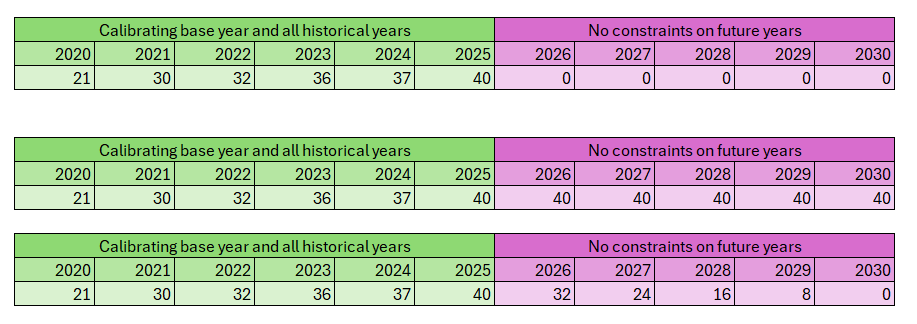 Calibrating base year and all historical years No constraints on future years
2020 2021 2022 2023 2024 2025 2026 2027 2028 2029 2030
21 30 32 36 37 40 0 0 0 0 0
Calibrating base year and all historical years No constraints on future years
2020 2021 2022 2023 2024 2025 2026 2027 2028 2029 2030
21 30 32 36 37 40 40 40 40 40 40
Calibrating base year and all historical years No constraints on future years
2020 2021 2022 2023 2024 2025 2026 2027 2028 2029 2030
21 30 32 36 37 40 32 24 16 8 0